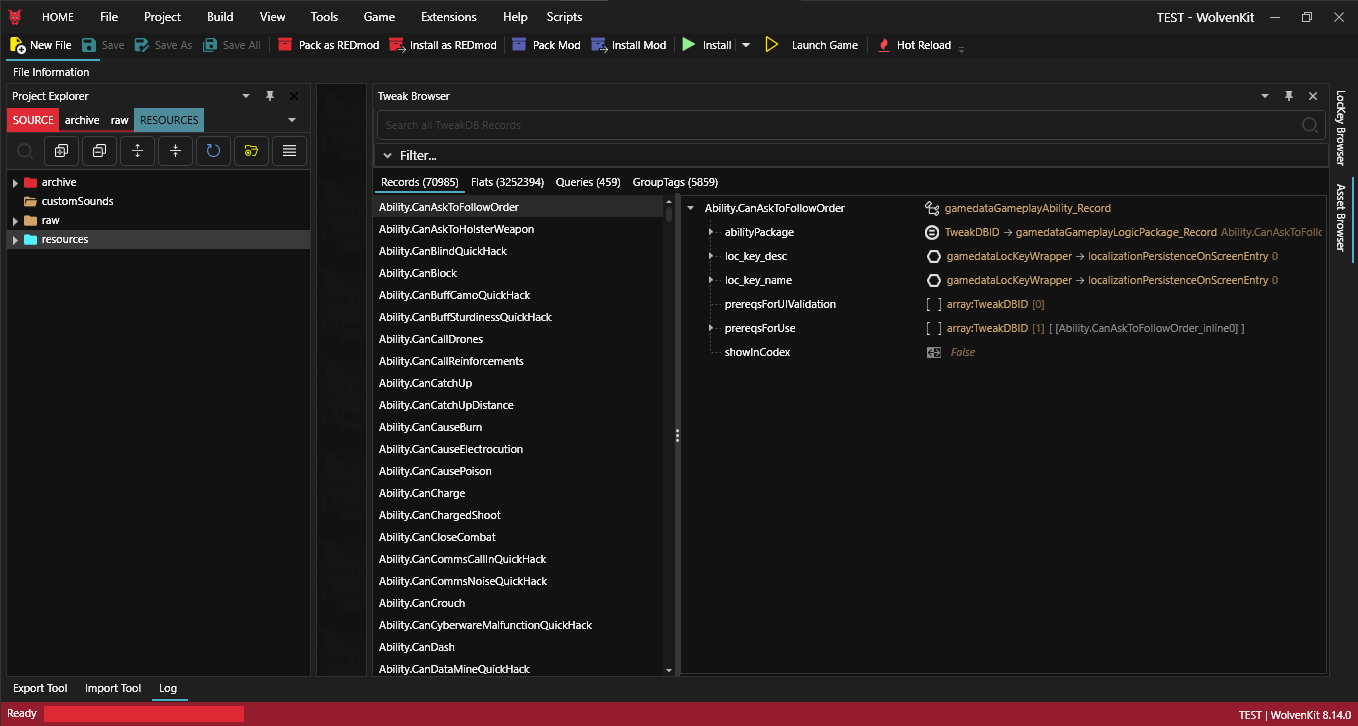 HOME File Project Build View Tools Game Extensions Help Scripts TEST - WolvenKit
New File Save Save As Save All Pack as REDmod Install as REDmod Pack Mod Install Mod Install Launch Game Hot Reload
File Information
Project Explorer
SOURCE archive raw RESOURCES
archive
customSounds
raw
resources
Tweak Browser
Search all TweakDB Records
Filter...
Records (70985) Flats (3252394) Queries (459) GroupTags (5859)
Ability.CanAskToFollowOrder
Ability.CanAskToHolsterWeapon
Ability.CanBlindQuickHack
Ability.CanBlock
Ability.CanBuffCamoQuickHack
Ability.CanBuffSturdinessQuickHack
Ability.CanCallDrones
Ability.CanCallReinforcements
Ability.CanCatchUp
Ability.CanCatchUpDistance
Ability.CanCauseBurn
Ability.CanCauseElectrocution
Ability.CanCausePoison
Ability.CanCharge
Ability.CanChargedShoot
Ability.CanCloseCombat
Ability.CanCommsCallInQuickHack
Ability.CanCommsNoiseQuickHack
Ability.CanCrouch
Ability.CanCyberwareMalfunctionQuickHack
Ability.CanDash
Ability.CanDataMineQuickHack
Ability.CanAskToFollowOrder gamedataGameplayAbility_Record
abilityPackage TweakDBID → gamedataGameplayLogicPackage_Record Ability.CanAskToFollc
loc_key_desc gamedataLocKeyWrapper → localizationPersistenceOnScreenEntry 0
loc_key_name gamedataLocKeyWrapper → localizationPersistenceOnScreenEntry 0
prereqsForUIValidation [ ] array:TweakDBID [0]
prereqsForUse [ ] array:TweakDBID [1] [ [Ability.CanAskToFollowOrder_inline0] ]
showInCodex False
LocKey Browser
Asset Browser
Export Tool Import Tool Log
Ready TEST | WolvenKit 8.14.0